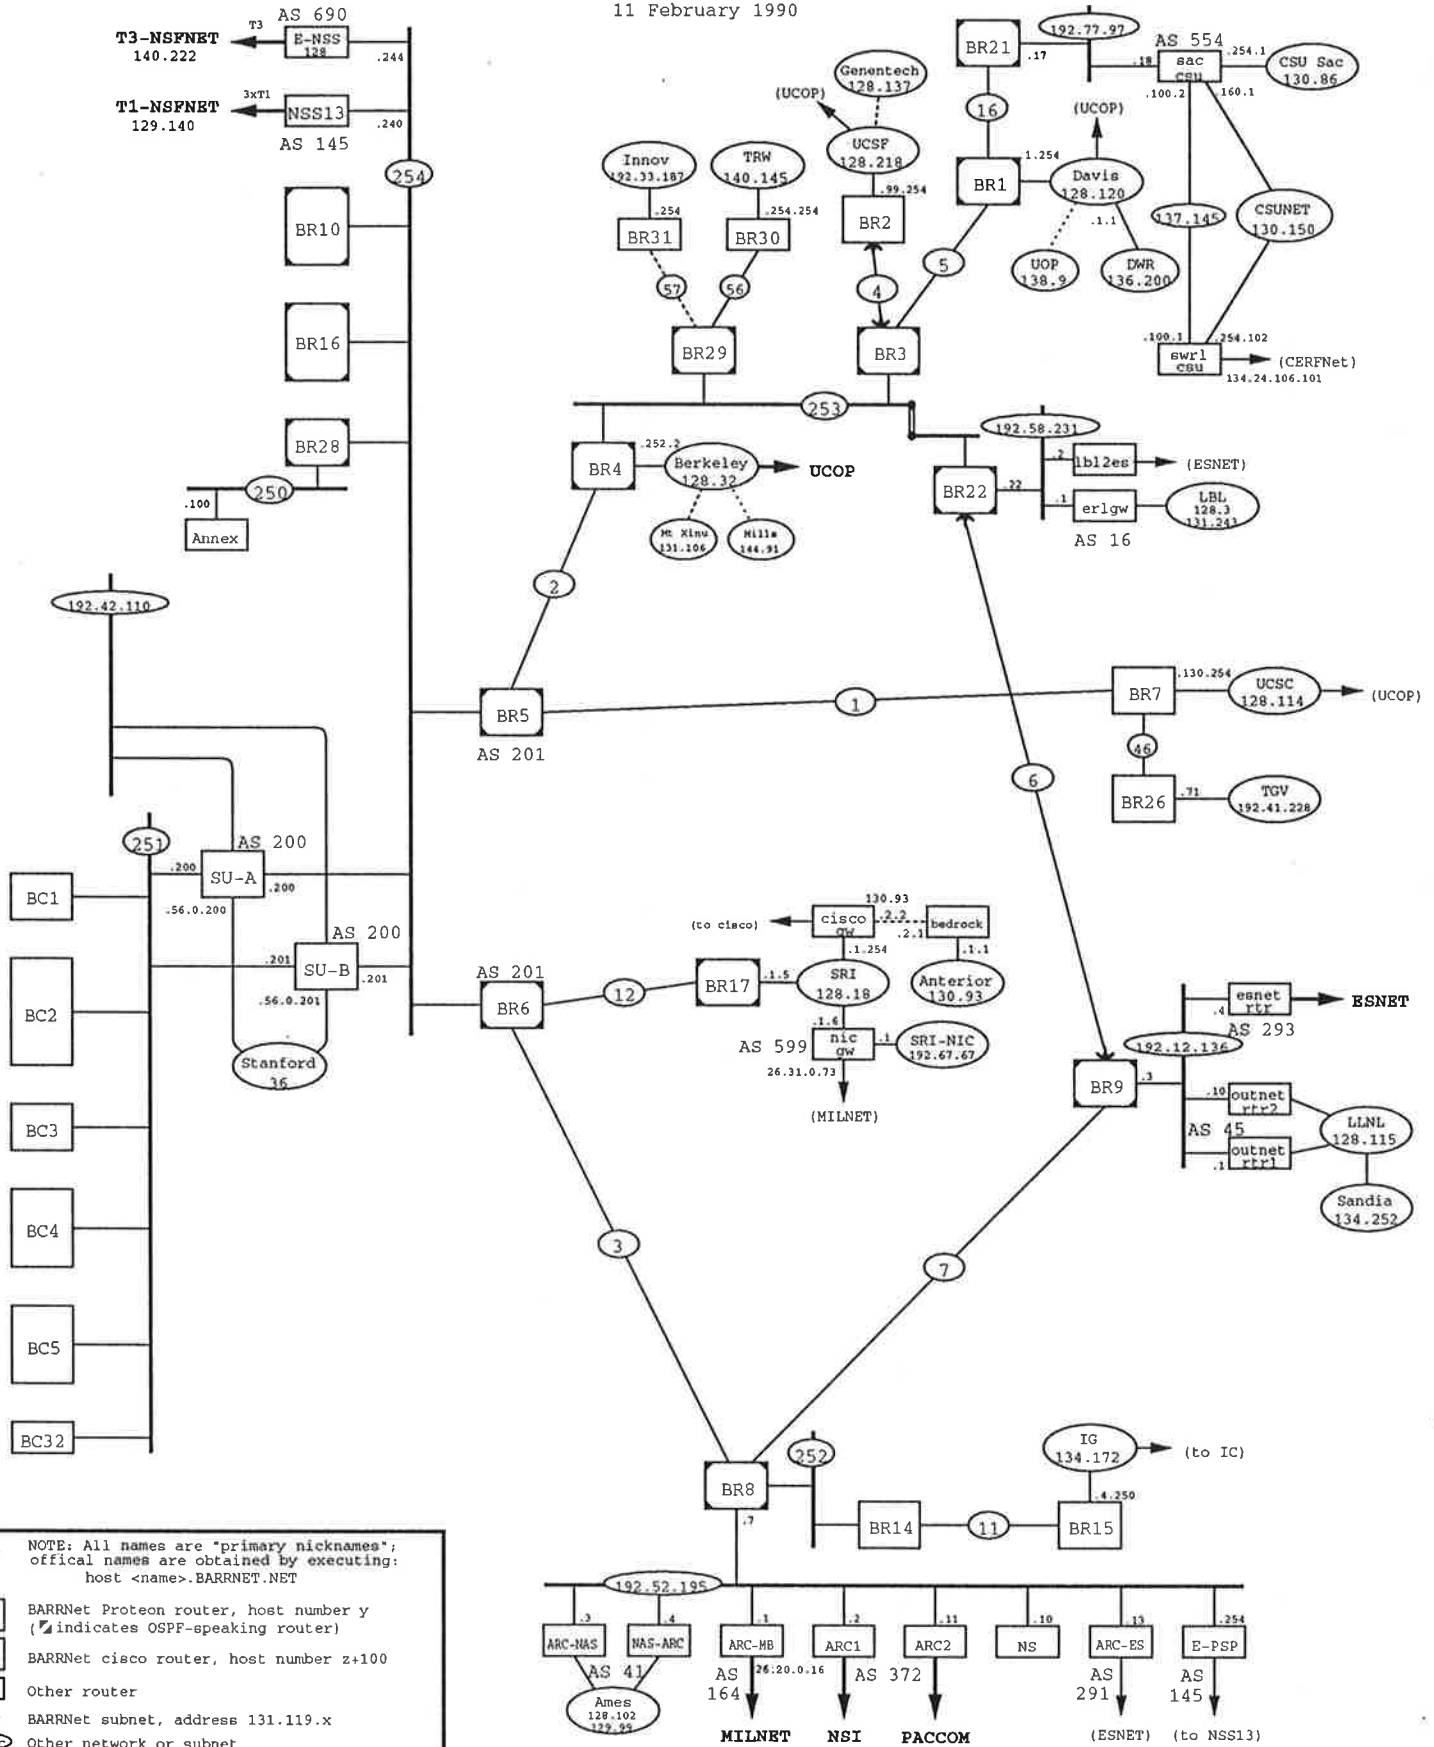 11 February 1990
AS 690
T3
T3-NSFNET
140.222
E-NSS
128
.244
3xT1
T1-NSFNET
129.140
NSS13
.240
AS 145
254
BR10
BR16
BR28
250
.100
Annex
192.42.110
Innov
192.33.187
.254
BR31
57
TRW
140.145
.254.254
BR30
56
BR29
Genentech
128.137
(UCOP)
UCSF
128.218
.99.254
BR2
4
BR3
5
BR21
.17
192.77.97
16
BR1
1.254
(UCOP)
Davis
128.120
.1.1
UOP
138.9
DWR
136.200
AS 554
.18
sac
csu
.254.1
CSU Sac
130.86
.100.2
.160.1
137.145
CSUNET
130.150
.100.1
.254.102
swrl
csu
(CERFNet)
134.24.106.101
253
BR4
.252.2
Berkeley
128.32
UCOP
Mt Xinu
131.106
Mills
144.91
192.58.231
BR22
.22
.2
lbl2es
(ESNET)
.1
erlgw
LBL
128.3
131.243
AS 16
2
BR5
AS 201
1
BR7
.130.254
UCSC
128.114
(UCOP)
46
BR26
.71
TGV
192.41.228
6
251
AS 200
.200
SU-A
.200
.56.0.200
AS 200
.201
SU-B
.201
.56.0.201
Stanford
36
BC1
BC2
BC3
BC4
BC5
BC32
AS 201
BR6
12
BR17
.1.5
SRI
128.18
130.93
(to cisco)
cisco
gw
.2.2
.2.1
bedrock
.1.254
.1.1
Anterior
130.93
.1.6
AS 599
nic
gw
.1
SRI-NIC
192.67.67
26.31.0.73
(MILNET)
BR9
.3
192.12.136
.4
esnet
rtr
ESNET
AS 293
.10
outnet
rtr2
AS 45
.1
outnet
rtr1
LLNL
128.115
Sandia
134.252
3
7
BR8
.7
252
BR14
11
BR15
.4.250
IG
134.172
(to IC)
192.52.195
.3
ARC-NAS
.4
NAS-ARC
AS 41
Ames
128.102
129.99
.1
ARC-MB
AS
164
26.20.0.16
MILNET
.2
ARC1
NSI
.11
ARC2
AS 372
PACCOM
.10
NS
.13
ARC-ES
AS
291
(ESNET)
.254
E-PSP
AS
145
(to NSS13)
NOTE: All names are "primary nicknames";
offical names are obtained by executing:
host <name>.BARRNET.NET
BARRNet Proteon router, host number y
( indicates OSPF-speaking router)
BARRNet cisco router, host number z+100
Other router
BARRNet subnet, address 131.119.x
Other network or subnet